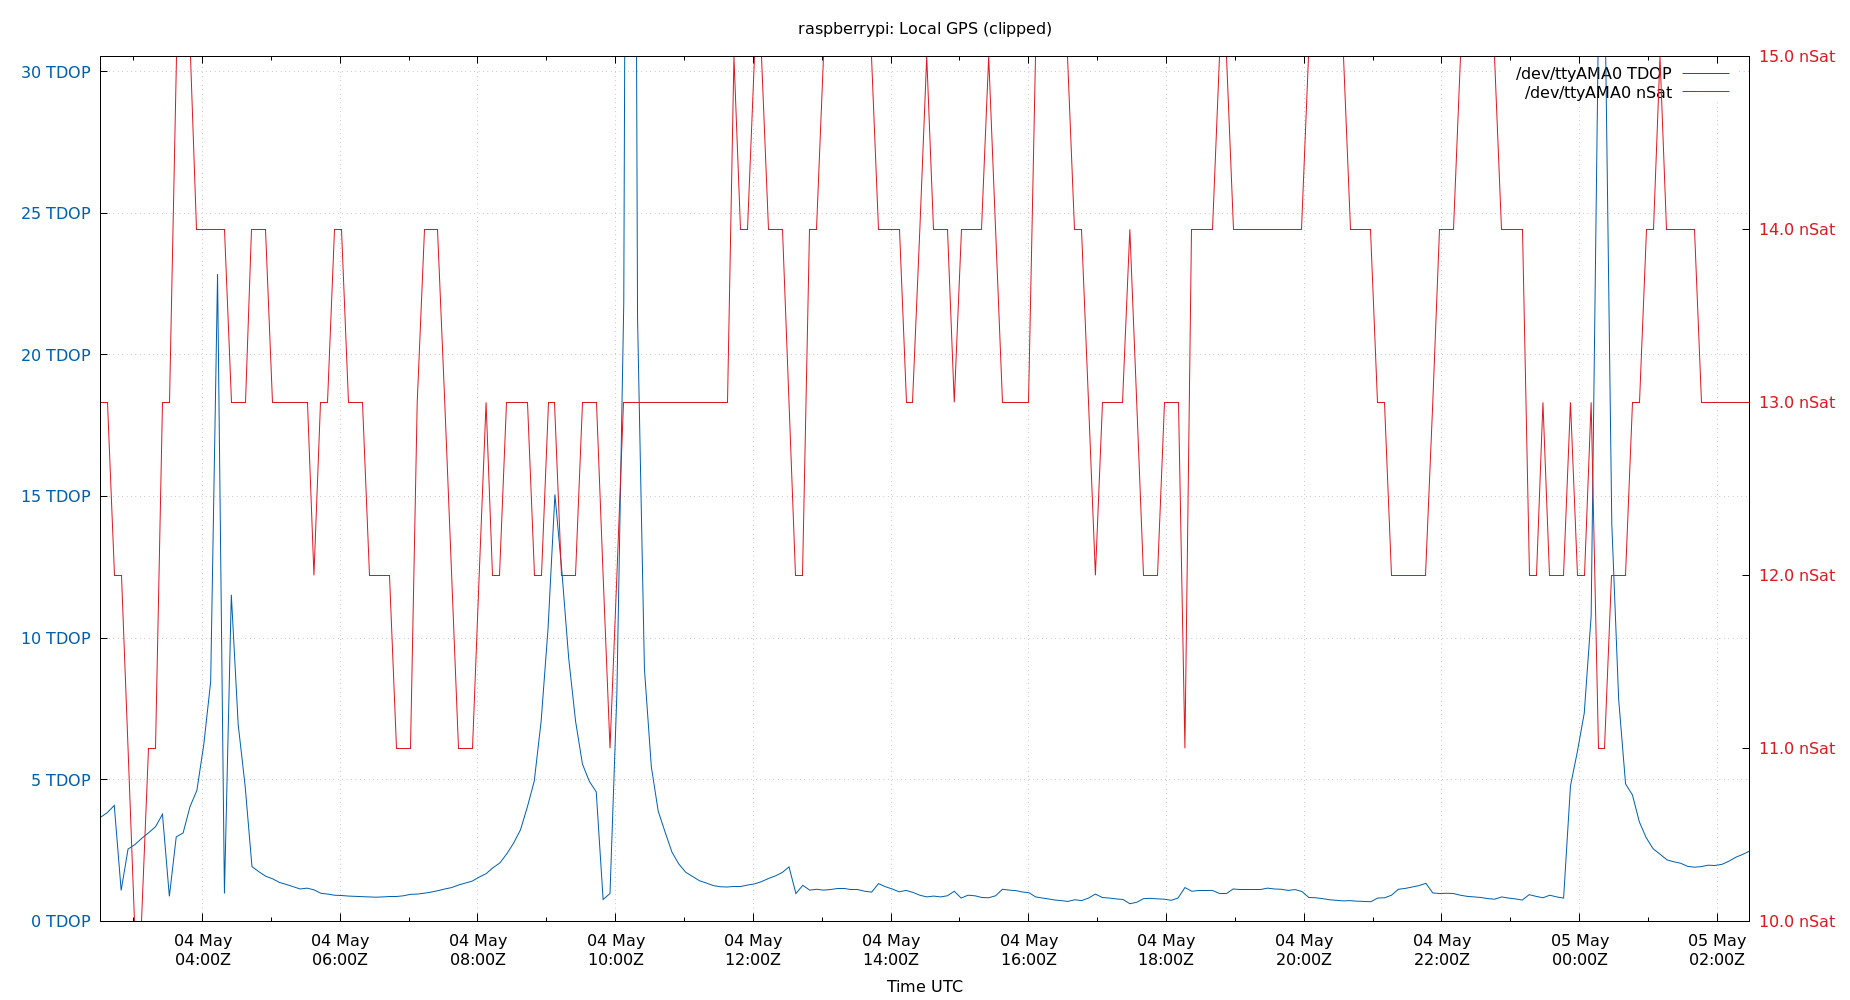 raspberrypi: Local GPS (clipped)
30 TDOP
25 TDOP
20 TDOP
15 TDOP
10 TDOP
5 TDOP
0 TDOP
15.0 nSat
14.0 nSat
13.0 nSat
12.0 nSat
11.0 nSat
10.0 nSat
/dev/ttyAMA0 TDOP
/dev/ttyAMA0 nSat
04 May 04 May 04 May 04 May 04 May 04 May 04 May 04 May 04 May 04 May 05 May 05 May
04:00Z 06:00Z 08:00Z 10:00Z 12:00Z 14:00Z 16:00Z 18:00Z 20:00Z 22:00Z 00:00Z 02:00Z
Time UTC